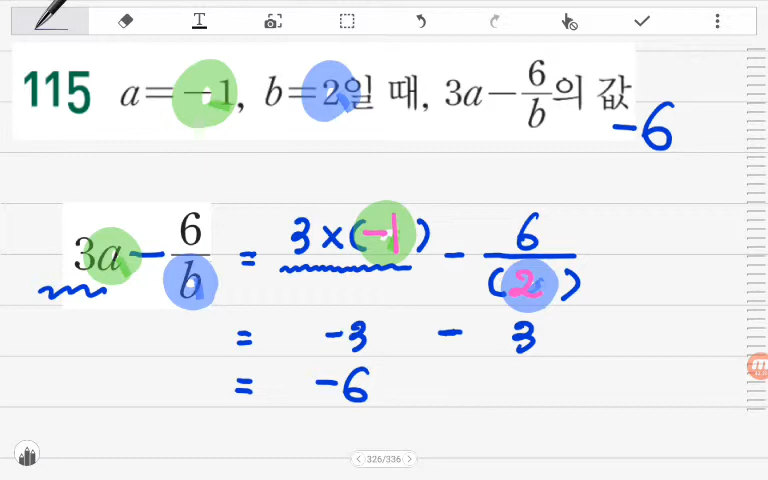 T
115 a=-1, b=2일 때, 3a-6/b의 값
-6
3a-6/b = 3×(-1) - 6/(2)
= -3 - 3
= -6
326/336